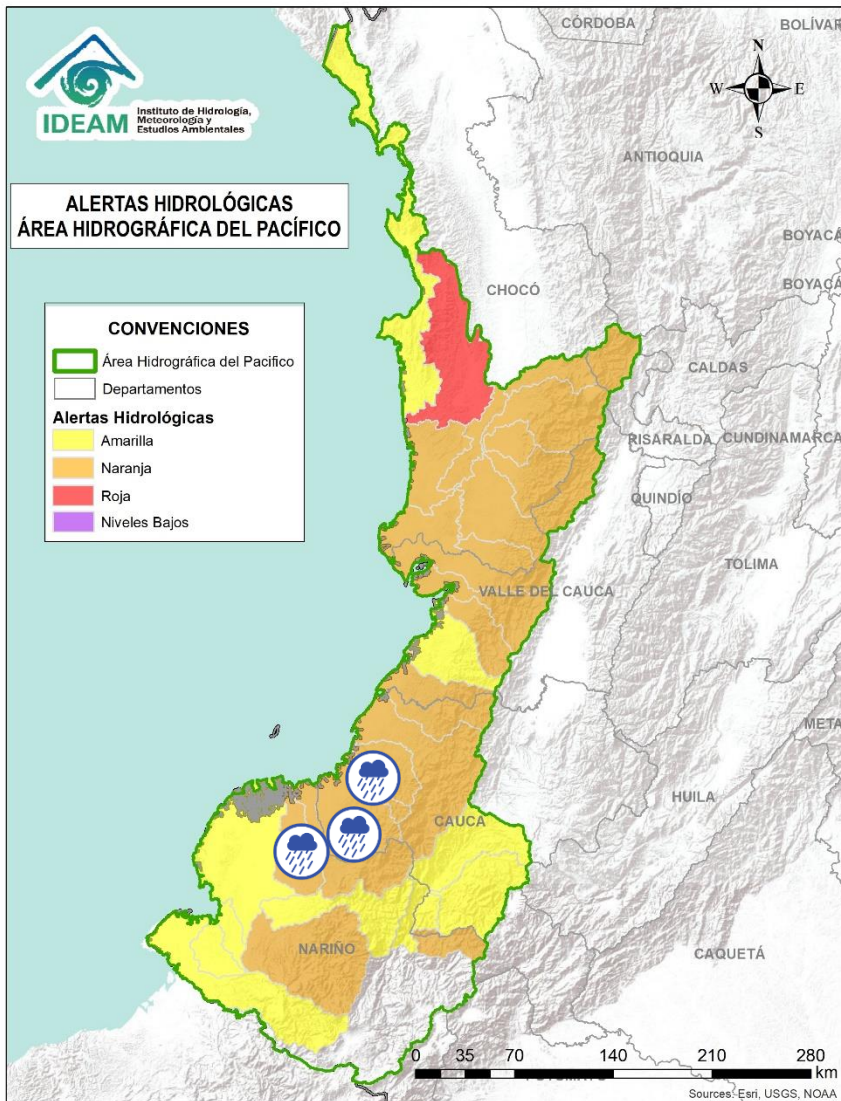 CÓRDOBA
BOLÍVAR
IDEAM
Instituto de Hidrología,
Meteorología y
Estudios Ambientales
N
W
E
S
ANTIOQUIA
ALERTAS HIDROLÓGICAS
ÁREA HIDROGRÁFICA DEL PACÍFICO
BOYACÁ
BOYACÁ
CHOCÓ
CONVENCIONES
Área Hidrográfica del Pacifico
Departamentos
Alertas Hidrológicas
Amarilla
Naranja
Roja
Niveles Bajos
CALDAS
RISARALDA
CUNDINAMARCA
QUINDÍO
TOLIMA
VALLE DEL CAUCA
META
HUILA
CAUCA
NARIÑO
CAQUETÁ
0 35 70 140 210 280
km
Sources: Esri, USGS, NOAA